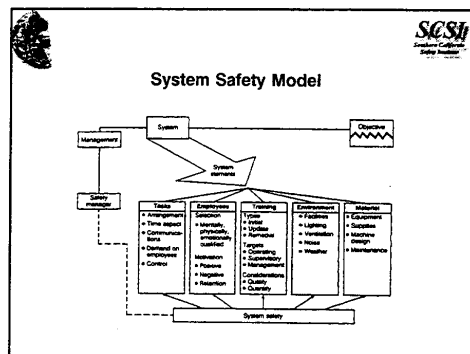 SCSI
Southern California
Safety Institute
System Safety Model
System
Objective
Management
System
elements
Safety
manager
Tasks
Arrangement
Time aspect
Communica-
tions
Demand on
employees
Control
Employees
Selection
Mentally,
physically,
emotionally
qualified
Motivation
Positive
Negative
Retention
Training
Types
Initial
Update
Remedial
Targets
Operating
Supervisory
Management
Considerations
Quality
Quantity
Environment
Facilities
Lighting
Ventilation
Noise
Weather
Material
Equipment
Supplies
Machine
design
Maintenance
System safety